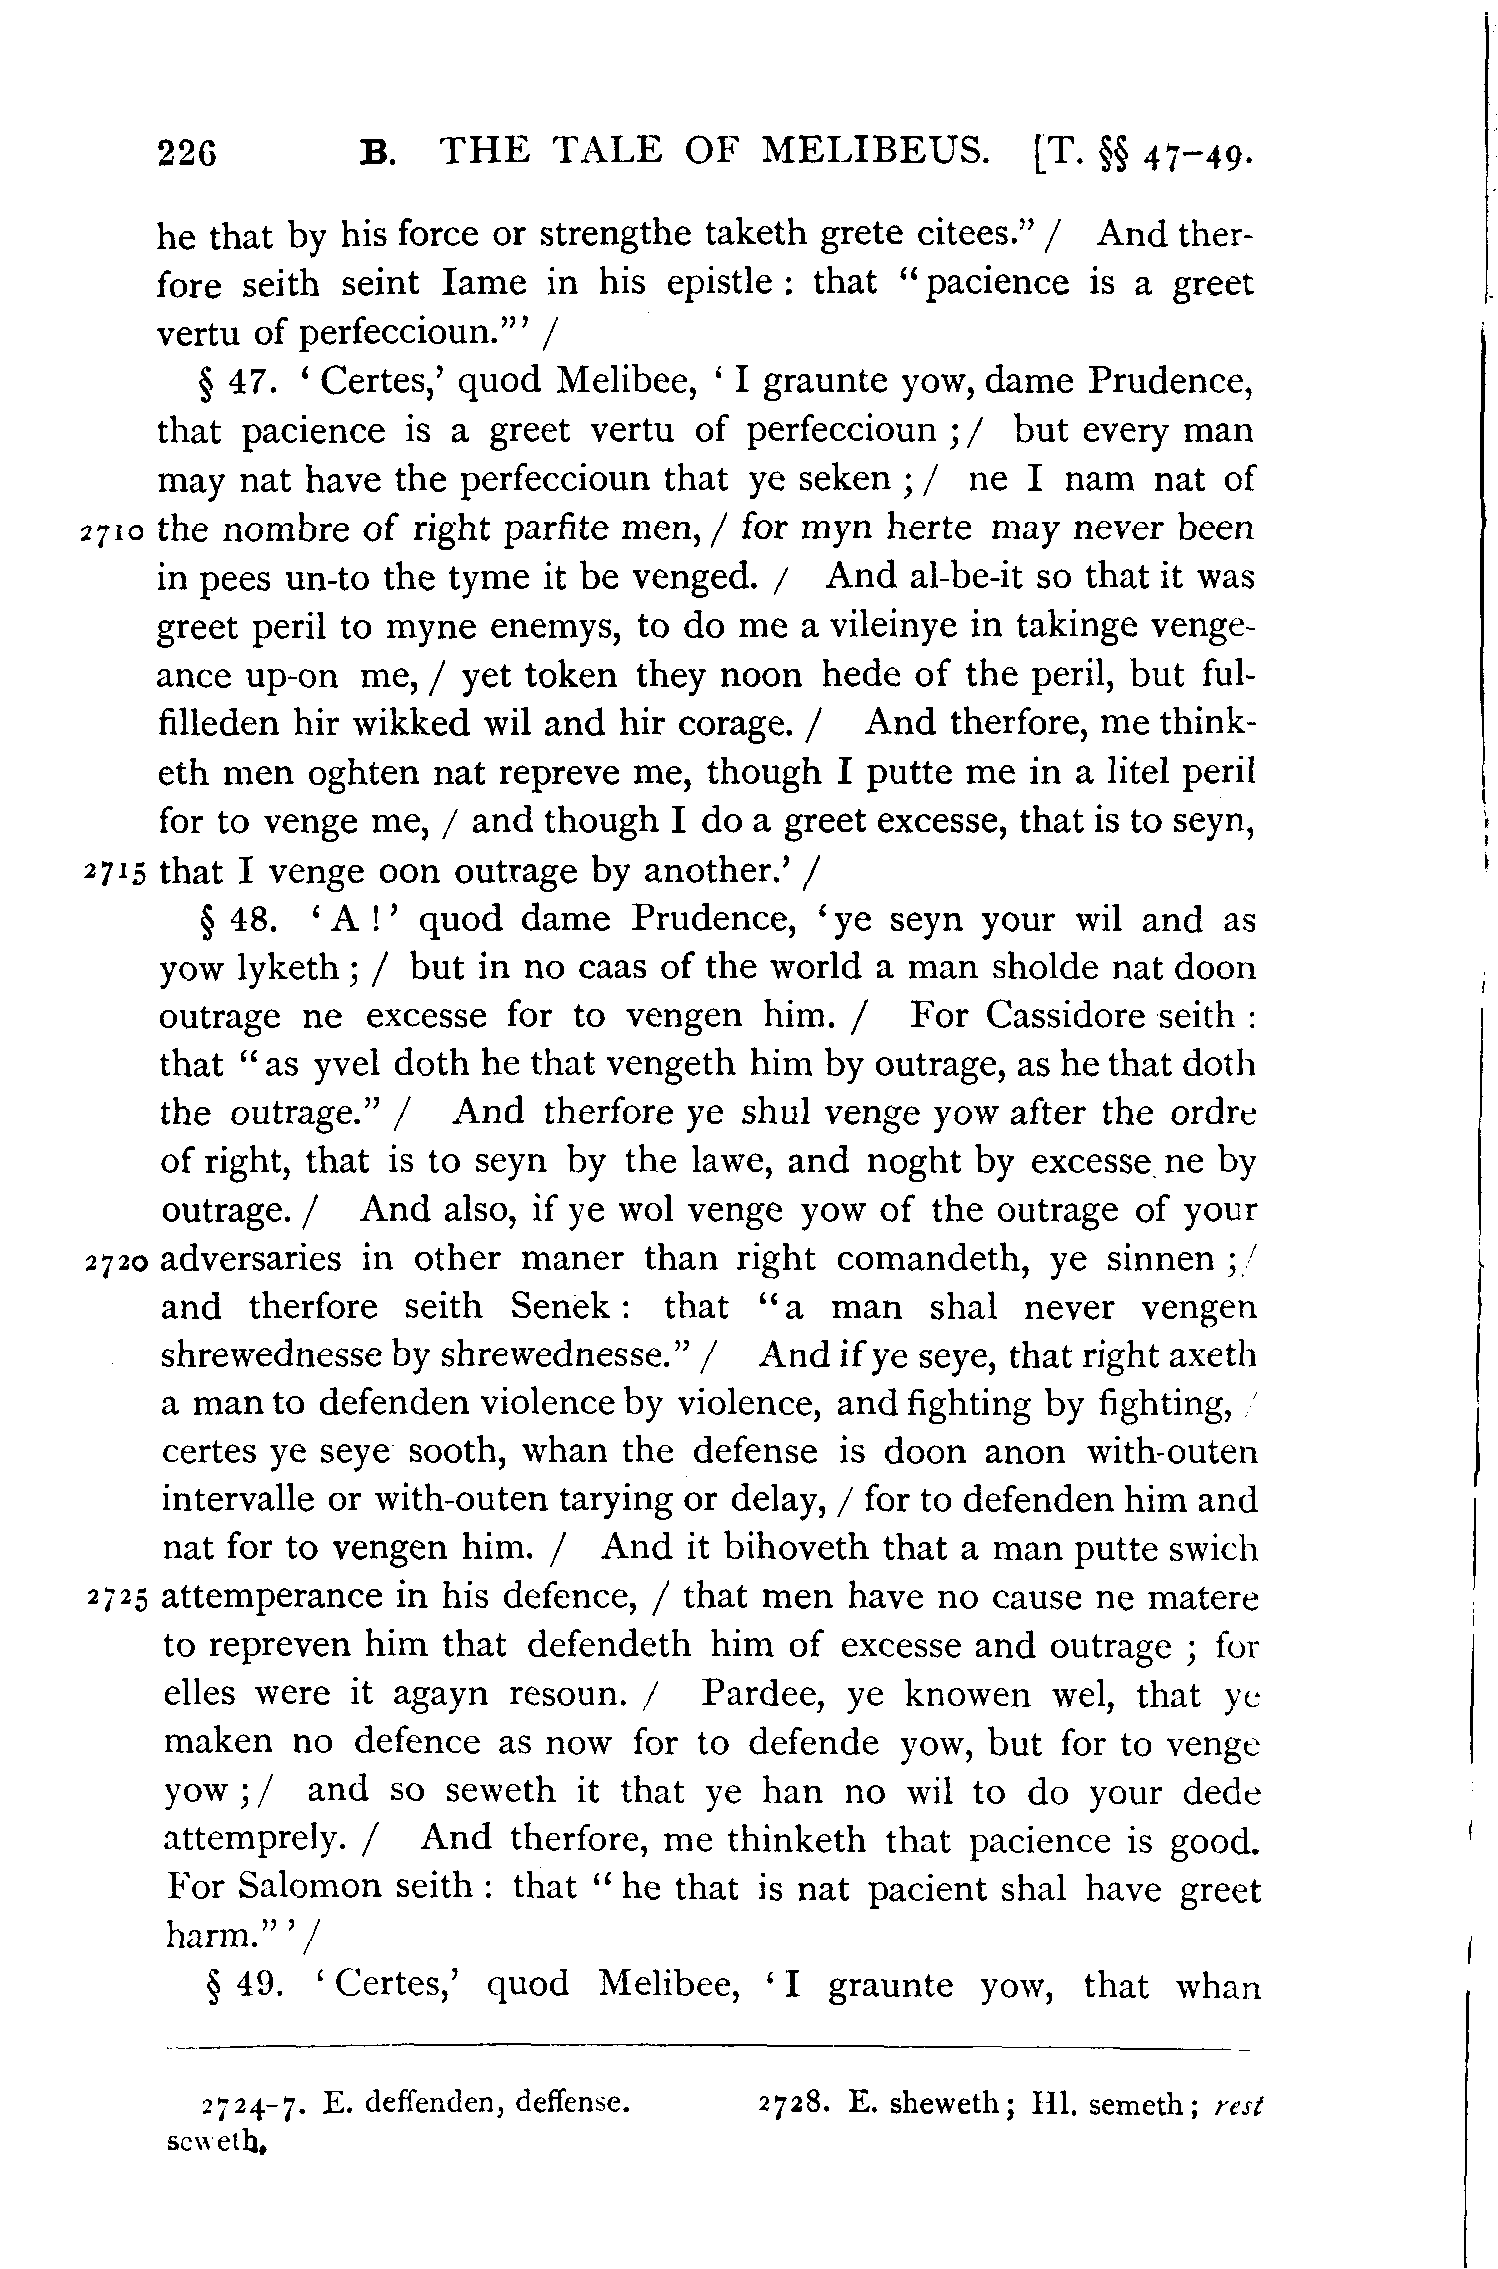 226 B. THE TALE OF MELIBEUS. [T. §§ 47-49.
he that by his force or strengthe taketh grete citees.” / And ther-
fore seith seint Iame in his epistle : that “pacience is a greet
vertu of perfeccioun.”’ /
§ 47. ‘Certes,’ quod Melibee, ‘I graunte yow, dame Prudence,
that pacience is a greet vertu of perfeccioun ; / but every man
may nat have the perfeccioun that ye seken ; / ne I nam nat of
2710 the nombre of right parfite men, / for myn herte may never been
in pees un-to the tyme it be venged. / And al-be-it so that it was
greet peril to myne enemys, to do me a vileinye in takinge venge-
ance up-on me, / yet token they noon hede of the peril, but ful-
filleden hir wikked wil and hir corage. / And therfore, me think-
eth men oghten nat repreve me, though I putte me in a litel peril
for to venge me, / and though I do a greet excesse, that is to seyn,
2715 that I venge oon outrage by another.’ /
§ 48. ‘A !’ quod dame Prudence, ‘ye seyn your wil and as
yow lyketh ; / but in no caas of the world a man sholde nat doon
outrage ne excesse for to vengen him. / For Cassidore seith :
that “as yvel doth he that vengeth him by outrage, as he that doth
the outrage.” / And therfore ye shul venge yow after the ordre
of right, that is to seyn by the lawe, and noght by excesse ne by
outrage. / And also, if ye wol venge yow of the outrage of your
2720 adversaries in other maner than right comandeth, ye sinnen ; /
and therfore seith Senek : that “a man shal never vengen
shrewednesse by shrewednesse.” / And if ye seye, that right axeth
a man to defenden violence by violence, and fighting by fighting, /
certes ye seye sooth, whan the defense is doon anon with-outen
intervalle or with-outen tarying or delay, / for to defenden him and
nat for to vengen him. / And it bihoveth that a man putte swich
2725 attemperance in his defence, / that men have no cause ne matere
to repreven him that defendeth him of excesse and outrage ; for
elles were it agayn resoun. / Pardee, ye knowen wel, that ye
maken no defence as now for to defende yow, but for to venge
yow ; / and so seweth it that ye han no wil to do your dede
attemprely. / And therfore, me thinketh that pacience is good.
For Salomon seith : that “he that is nat pacient shal have greet
harm.” ’ /
§ 49. ‘Certes,’ quod Melibee, ‘I graunte yow, that whan
2724-7. E. deffenden, deffense. 2728. E. sheweth; Hl. semeth; rest
seweth.